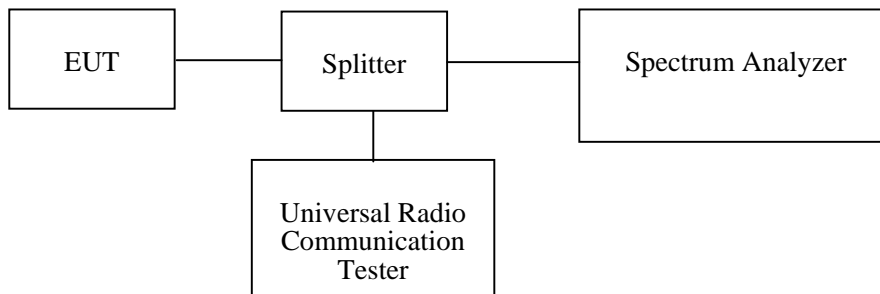 EUT
Splitter
Spectrum Analyzer
Universal Radio
Communication
Tester